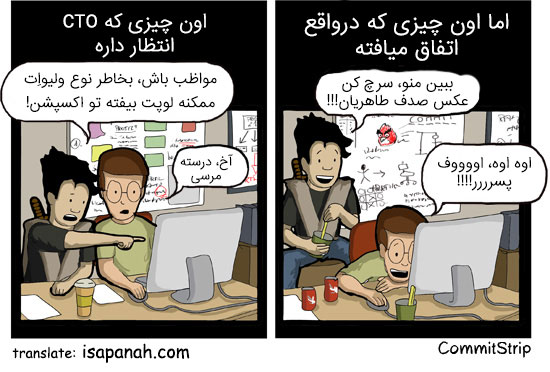 اون چیزی که CTO
انتظار داره
مواظب باش، بخاطر نوع ولیواِت
ممکنه لوپت بیفته تو اکسپشن!
آخ، درسته
مرسی
اما اون چیزی که درواقع
اتفاق میافته
ببین منو، سرچ کن
عکس صدف طاهریان!!!
اوه اوه، اووووف
پسرررر!!!!
translate: isapanah.com
CommitStrip